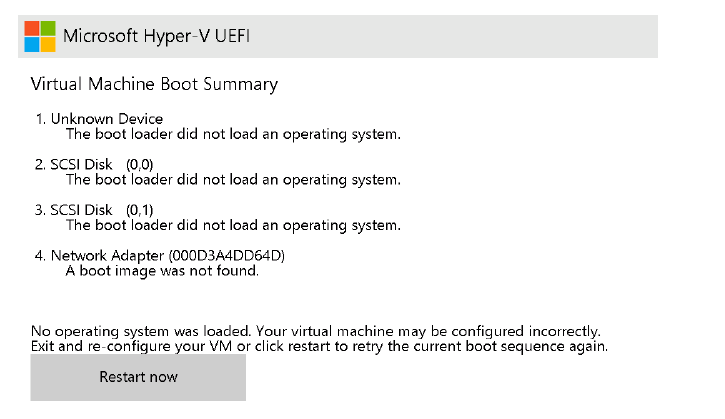 Microsoft Hyper-V UEFI
Virtual Machine Boot Summary
1. Unknown Device
The boot loader did not load an operating system.
2. SCSI Disk (0,0)
The boot loader did not load an operating system.
3. SCSI Disk (0,1)
The boot loader did not load an operating system.
4. Network Adapter (000D3A4DD64D)
A boot image was not found.
No operating system was loaded. Your virtual machine may be configured incorrectly.
Exit and re-configure your VM or click restart to retry the current boot sequence again.
Restart now